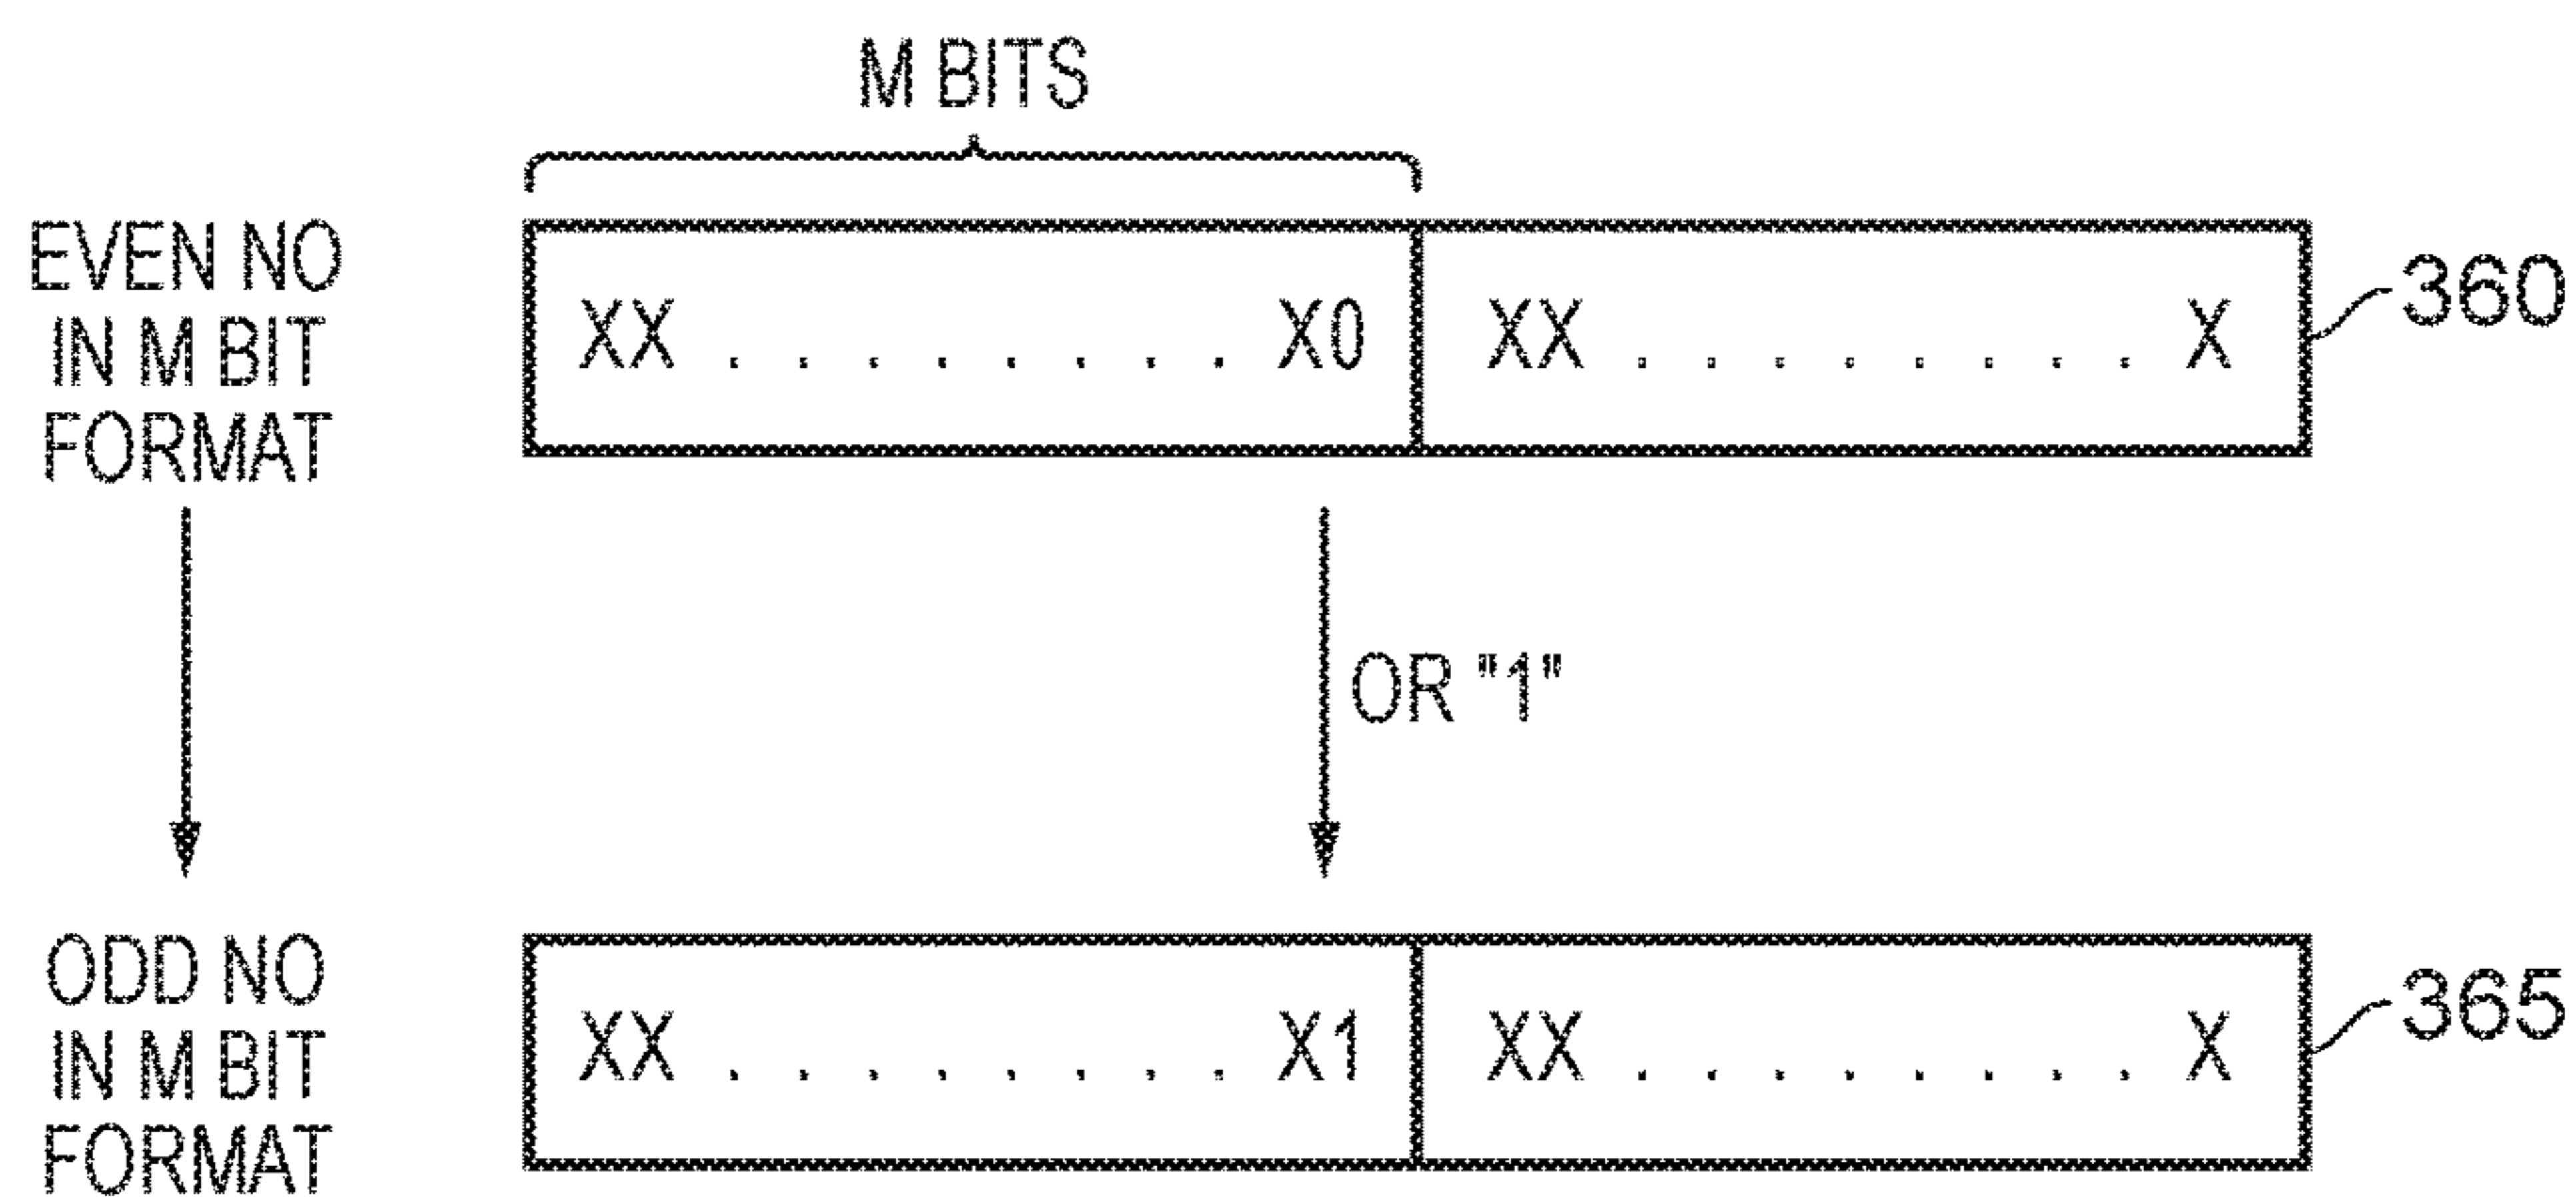 M BITS
EVEN NO
IN M BIT
FORMAT
XX . . . . . . . . X0 XX . . . . . . . . X
360
OR "1"
ODD NO
IN M BIT
FORMAT
XX . . . . . . . . X1 XX . . . . . . . . X
365